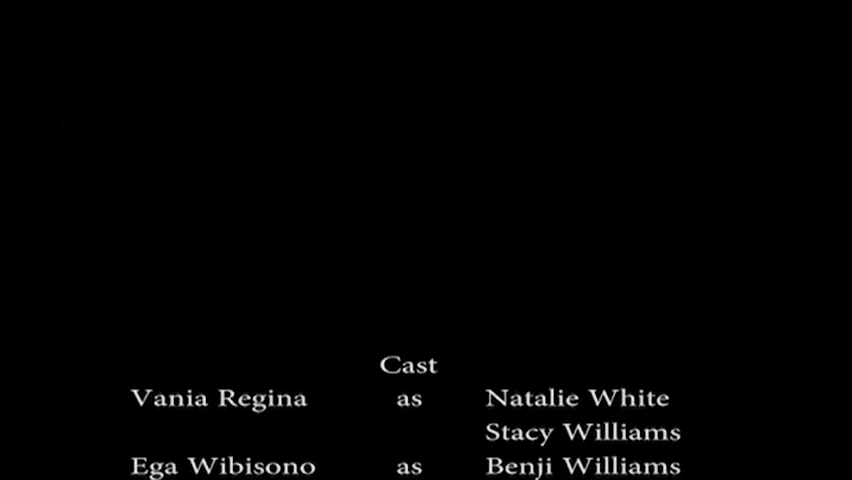 Cast
Vania Regina as Natalie White
Stacy Williams
Ega Wibisono as Benji Williams